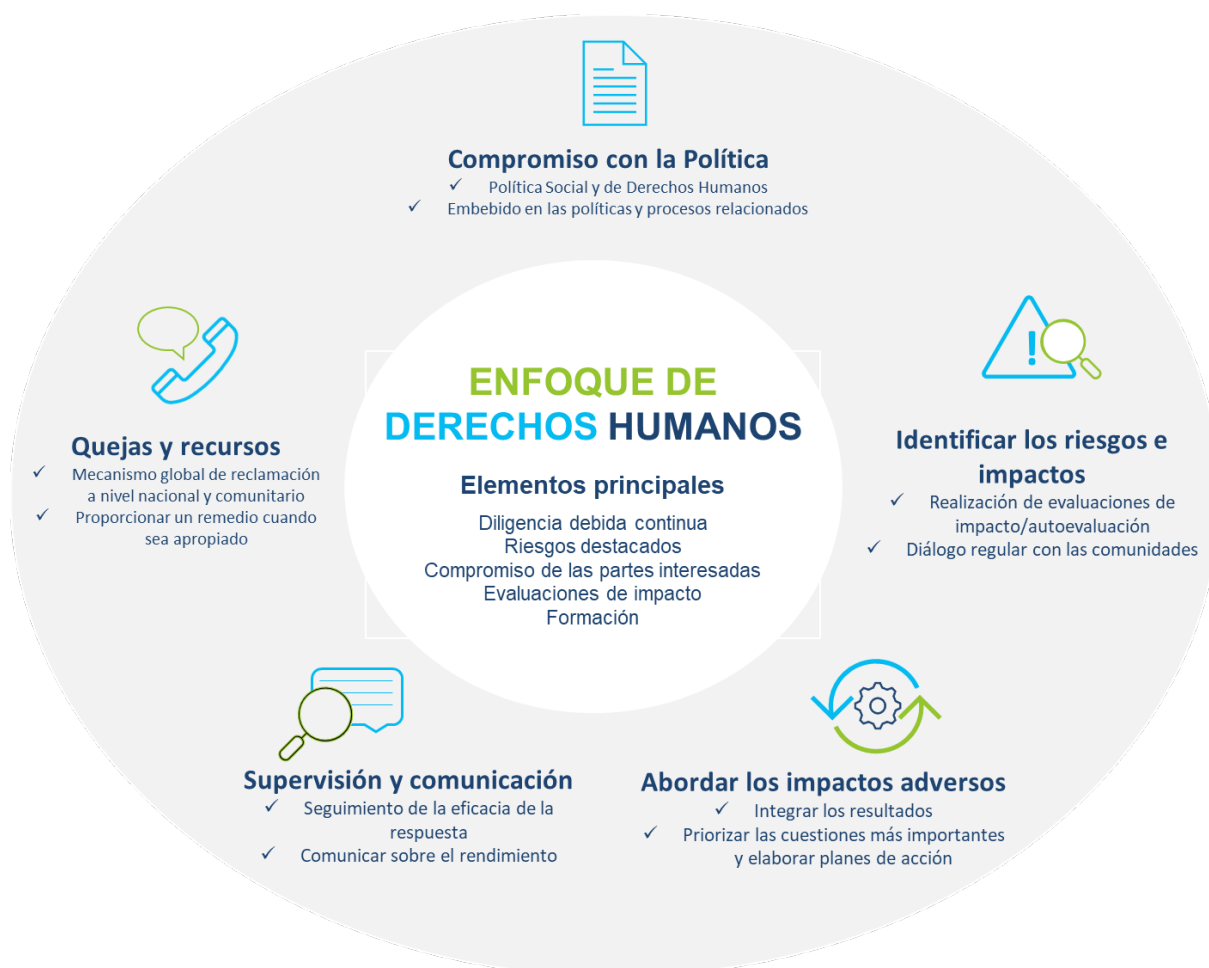 Compromiso con la Política
✓ Política Social y de Derechos Humanos
✓ Embebido en las políticas y procesos relacionados
ENFOQUE DE
DERECHOS HUMANOS
Elementos principales
Diligencia debida continua
Riesgos destacados
Compromiso de las partes interesadas
Evaluaciones de impacto
Formación
Identificar los riesgos e
impactos
✓ Realización de evaluaciones de
impacto/autoevaluación
✓ Diálogo regular con las comunidades
Abordar los impactos adversos
✓ Integrar los resultados
✓ Priorizar las cuestiones más importantes
y elaborar planes de acción
Supervisión y comunicación
✓ Seguimiento de la eficacia de la
respuesta
✓ Comunicar sobre el rendimiento
Quejas y recursos
✓ Mecanismo global de reclamación
a nivel nacional y comunitario
✓ Proporcionar un remedio cuando
sea apropiado